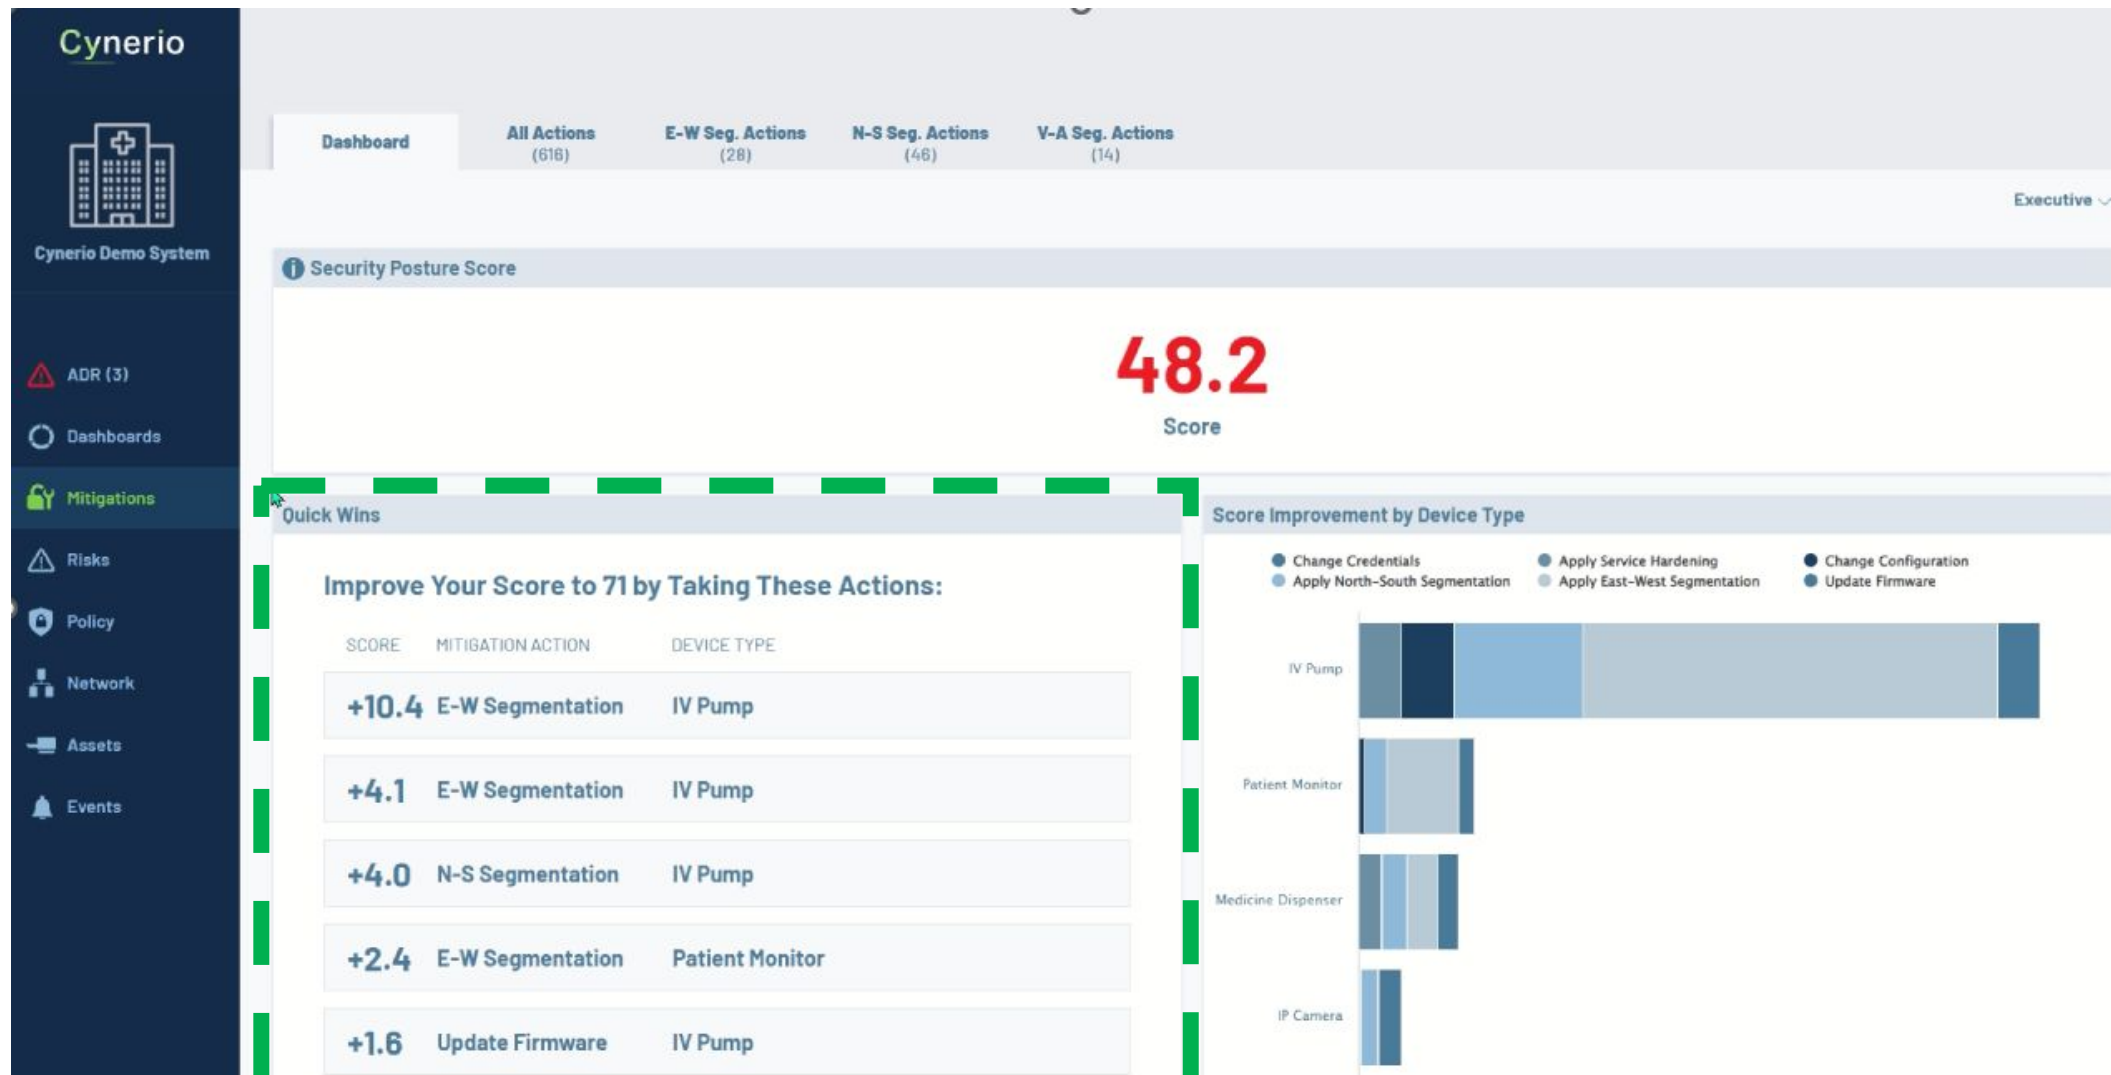 Cynerio
Cynerio Demo System
ADR (3)
Dashboards
Mitigations
Risks
Policy
Network
Assets
Events
Dashboard
All Actions
(616)
E-W Seg. Actions
(28)
N-S Seg. Actions
(46)
V-A Seg. Actions
(14)
Executive
Security Posture Score
48.2
Score
Quick Wins
Improve Your Score to 71 by Taking These Actions:
SCORE MITIGATION ACTION DEVICE TYPE
+10.4 E-W Segmentation IV Pump
+4.1 E-W Segmentation IV Pump
+4.0 N-S Segmentation IV Pump
+2.4 E-W Segmentation Patient Monitor
+1.6 Update Firmware IV Pump
Score Improvement by Device Type
Change Credentials Apply Service Hardening Change Configuration
Apply North-South Segmentation Apply East-West Segmentation Update Firmware
IV Pump
Patient Monitor
Medicine Dispenser
IP Camera